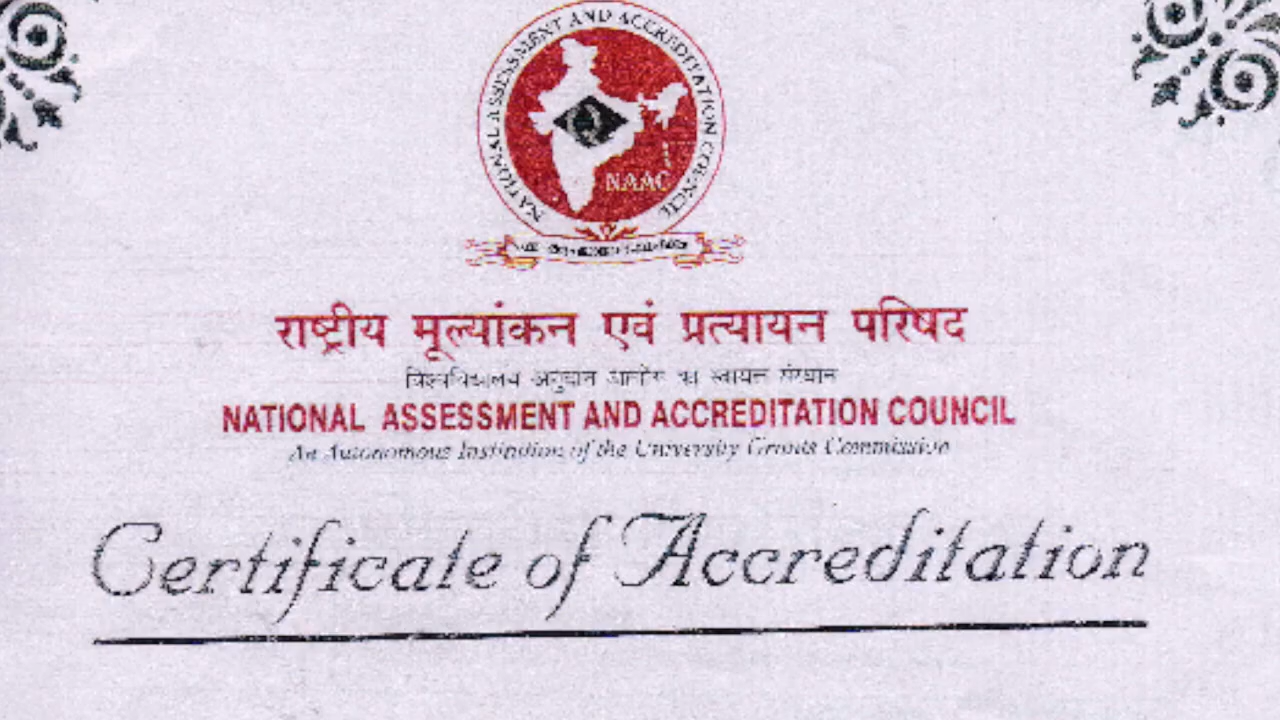 NATIONAL ASSESSMENT AND ACCREDITATION COUNCIL
NAAC
राष्ट्रीय मूल्यांकन एवं प्रत्यायन परिषद
विश्वविद्यालय अनुदान आयोग का स्वायत्त संस्थान
NATIONAL ASSESSMENT AND ACCREDITATION COUNCIL
An Autonomous Institution of the University Grants Commission
Certificate of Accreditation